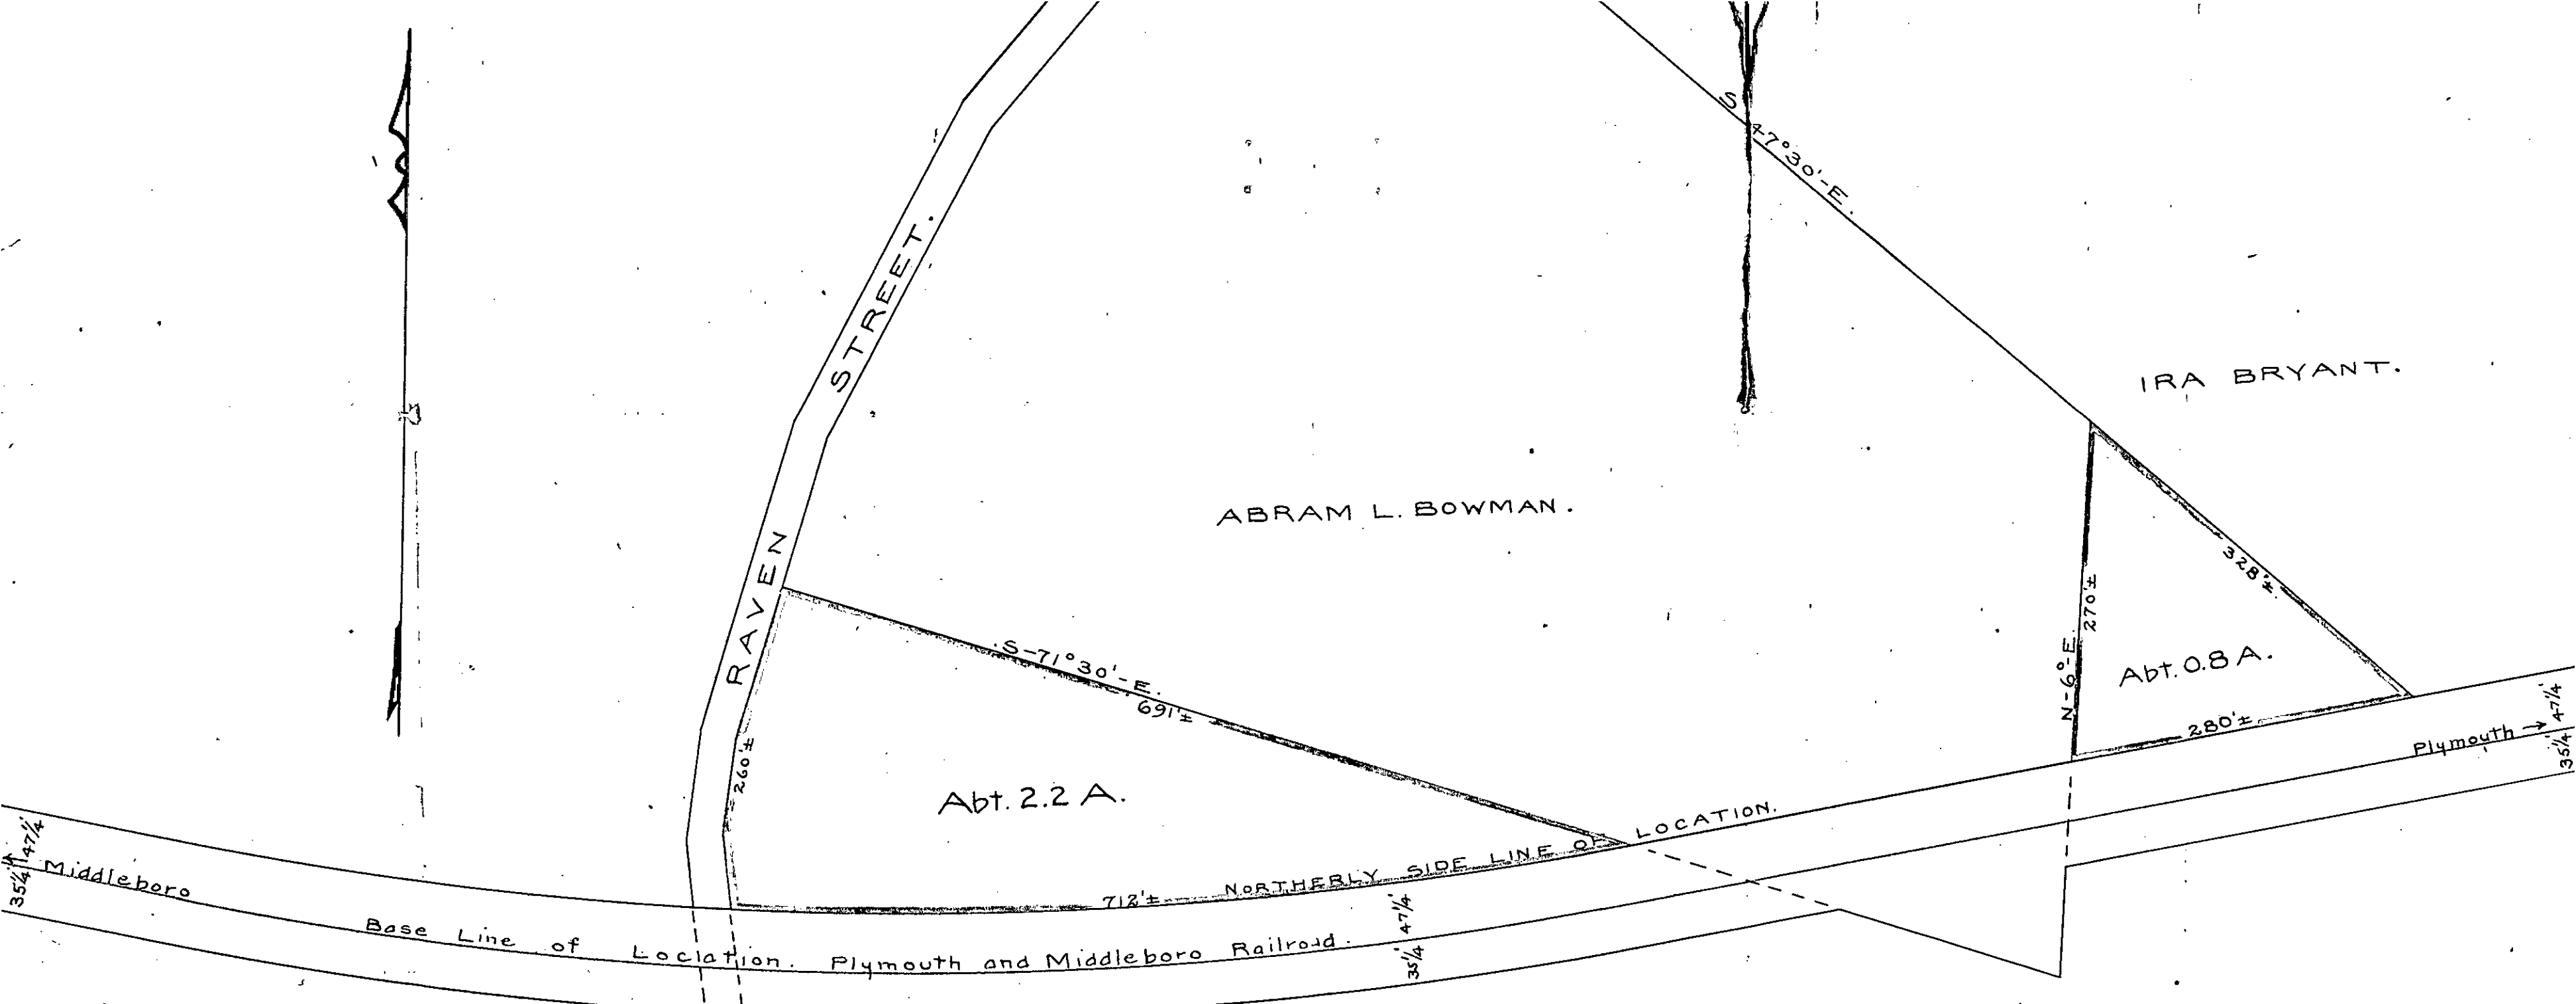 S 47°30'-E.
RAVEN STREET.
IRA BRYANT.
ABRAM L. BOWMAN.
328'±
270'±
N-6°-E.
Abt. 0.8 A.
280'±
S-71°30'-E.
691'±
260'±
Abt. 2.2 A.
712'± NORTHERLY SIDE LINE OF LOCATION.
Plymouth →
47¼'
35¼'
47¼'
35¼'
Middleboro
47¼'
35¼'
Base Line of Loclation. Plymouth and Middleboro Railroad.